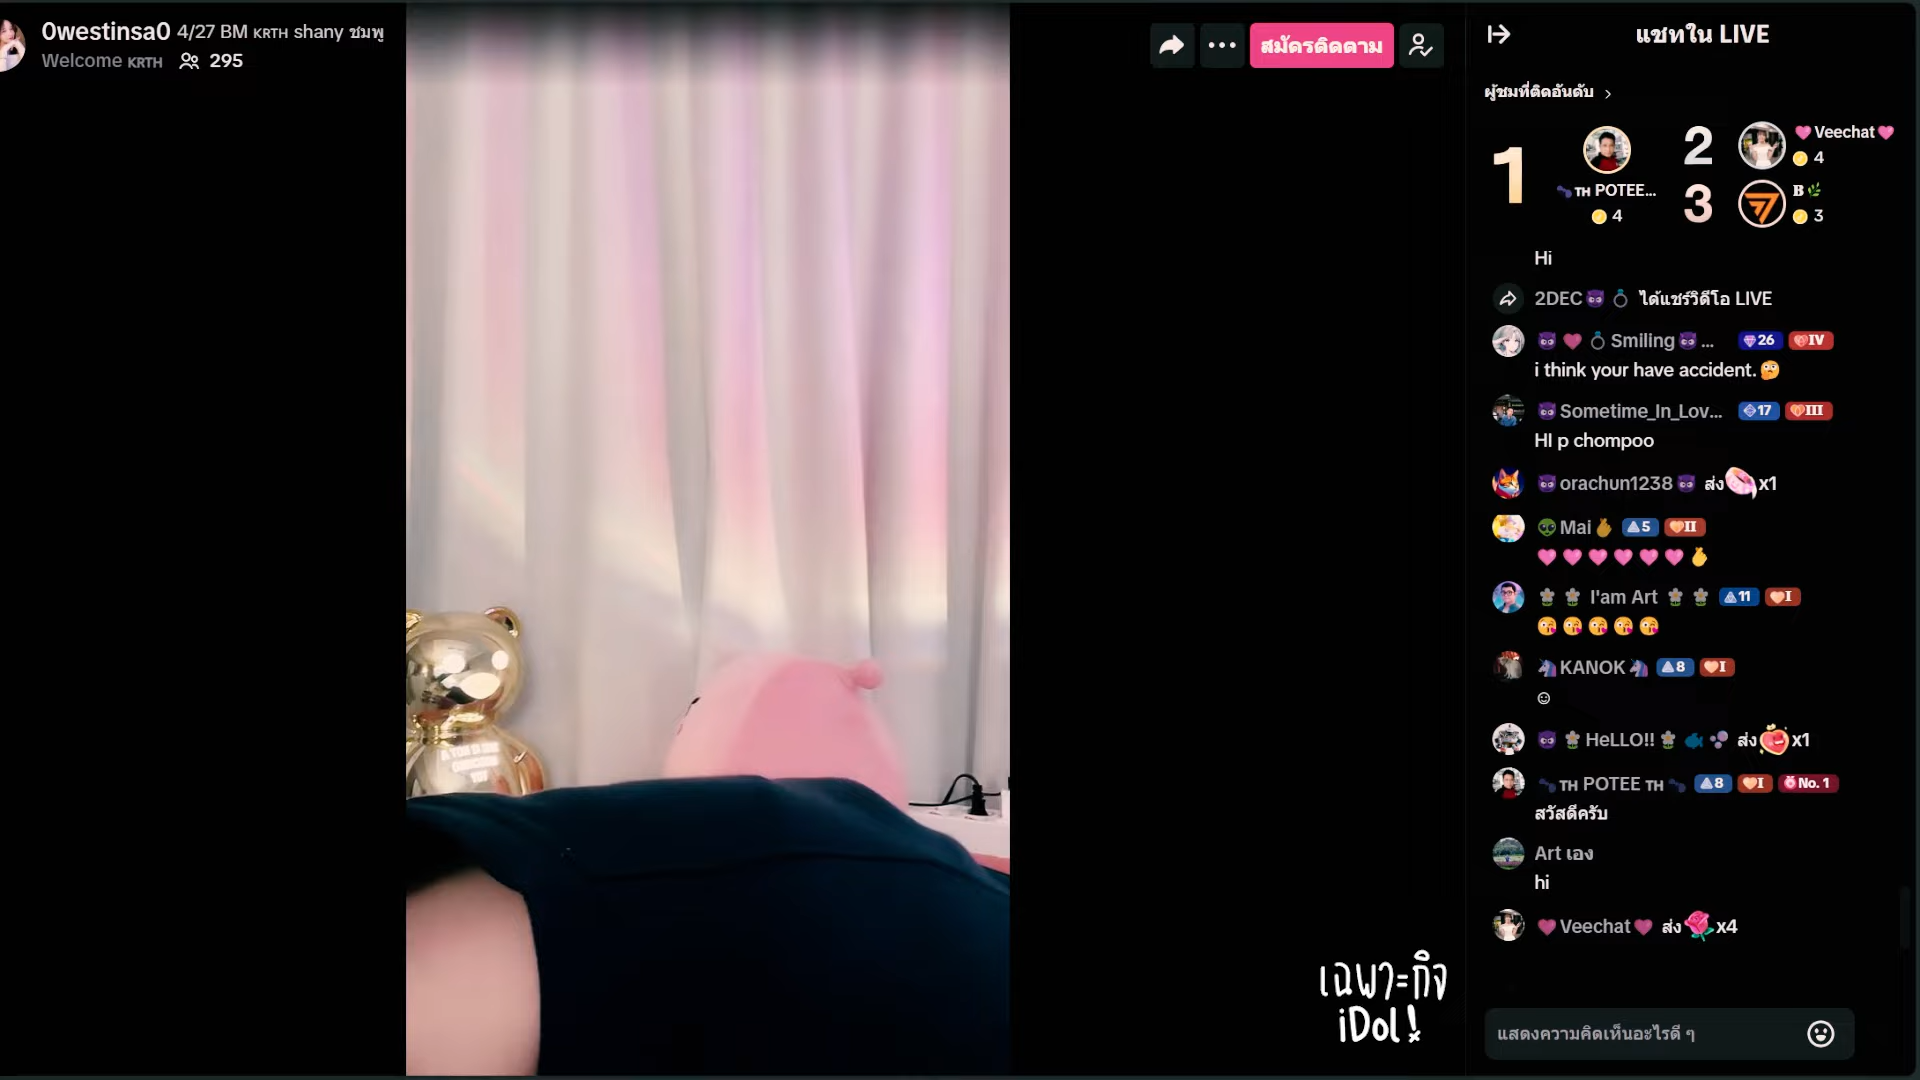 0westinsa0 4/27 BM KRTH shany ชมพู
Welcome KRTH 295
สมัครติดตาม
แชทใน LIVE
ผู้ชมที่ติดอันดับ >
1
TH POTEE...
4
2
💗Veechat💗
4
3
B🌿
3
Hi
2DEC😈💍 ได้แชร์วิดีโอ LIVE
😈💗💍Smiling😈... 26 IV
i think your have accident.🤔
😈Sometime_In_Lov... 17 III
HI p chompoo
😈orachun1238😈 ส่ง x1
👽Mai🫰 5 II
💗💗💗💗💗💗🫰
I'am Art 11 I
😘😘😘😘😘
🦄KANOK🦄 8 I
☺
😈HeLLO!! ส่ง x1
TH POTEE TH 8 I No. 1
สวัสดีครับ
Art เอง
hi
💗Veechat💗 ส่ง x4
แสดงความคิดเห็นอะไรดี ๆ
เฉพาะกิจ
iDol!